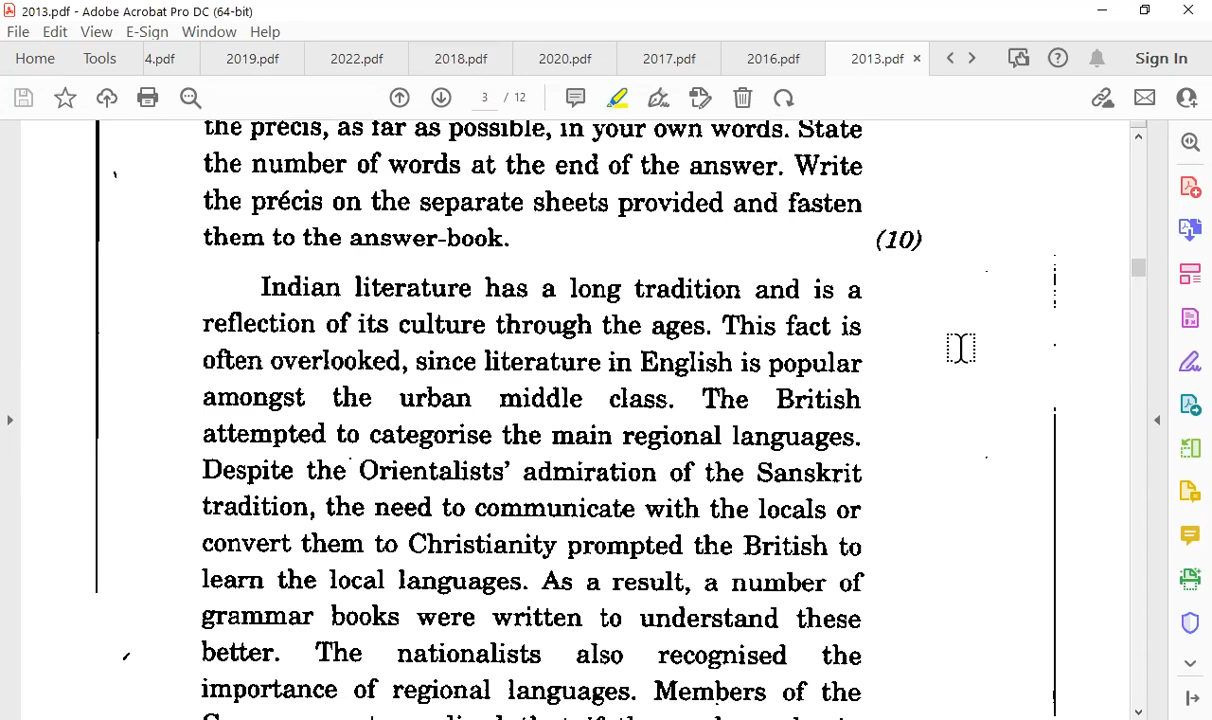 2013.pdf - Adobe Acrobat Pro DC (64-bit)
File Edit View E-Sign Window Help
Home Tools 4.pdf 2019.pdf 2022.pdf 2018.pdf 2020.pdf 2017.pdf 2016.pdf 2013.pdf × Sign In
3 / 12
the précis, as far as possible, in your own words. State
the number of words at the end of the answer. Write
the précis on the separate sheets provided and fasten
them to the answer-book. (10)
Indian literature has a long tradition and is a
reflection of its culture through the ages. This fact is
often overlooked, since literature in English is popular
amongst the urban middle class. The British
attempted to categorise the main regional languages.
Despite the Orientalists' admiration of the Sanskrit
tradition, the need to communicate with the locals or
convert them to Christianity prompted the British to
learn the local languages. As a result, a number of
grammar books were written to understand these
better. The nationalists also recognised the
importance of regional languages. Members of the